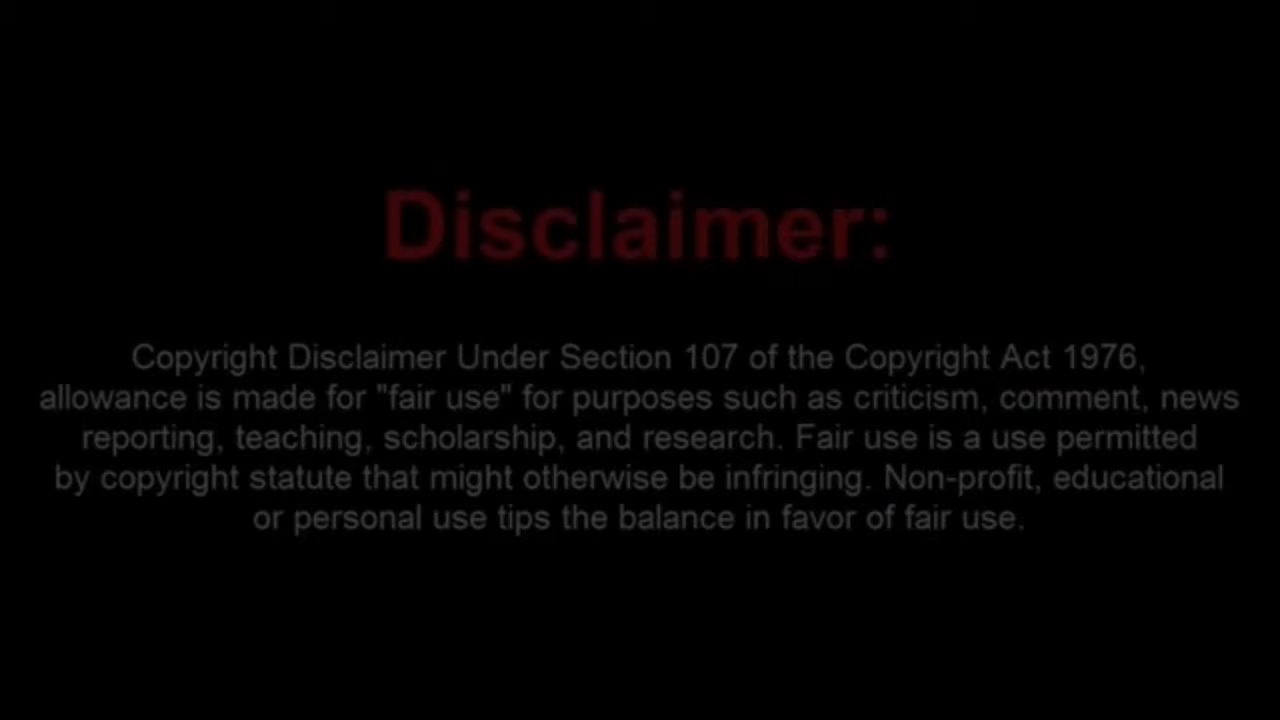 Disclaimer:
Copyright Disclaimer Under Section 107 of the Copyright Act 1976,
allowance is made for "fair use" for purposes such as criticism, comment, news
reporting, teaching, scholarship, and research. Fair use is a use permitted
by copyright statute that might otherwise be infringing. Non-profit, educational
or personal use tips the balance in favor of fair use.